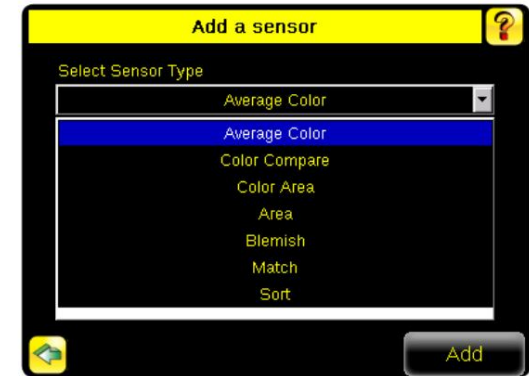 Add a sensor
?
Select Sensor Type
Average Color
Average Color
Color Compare
Color Area
Area
Blemish
Match
Sort
Add